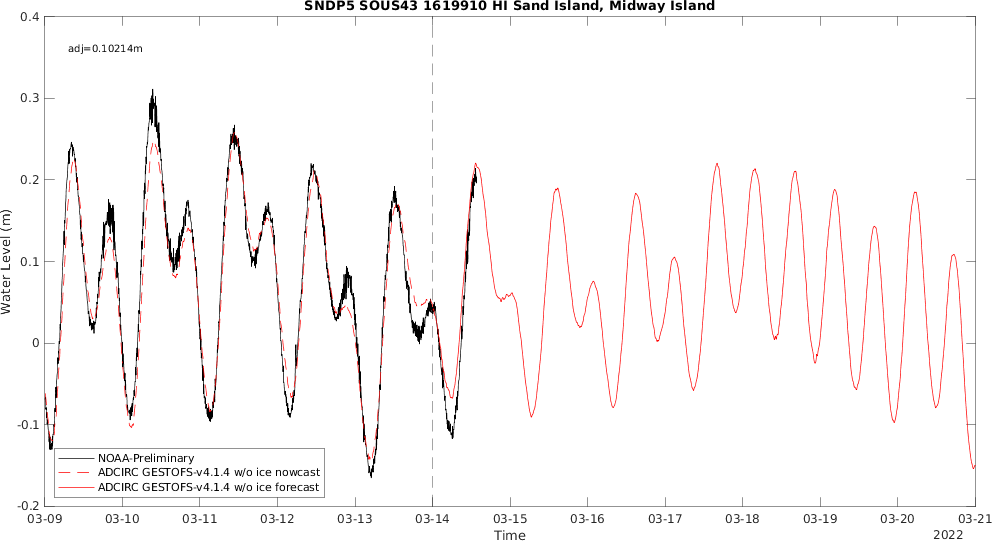 SNDP5 SOUS43 1619910 HI Sand Island, Midway Island
adj=0.10214m
Water Level (m)
0.4
0.3
0.2
0.1
0
-0.1
-0.2
NOAA-Preliminary
ADCIRC GESTOFS-v4.1.4 w/o ice nowcast
ADCIRC GESTOFS-v4.1.4 w/o ice forecast
03-09 03-10 03-11 03-12 03-13 03-14 03-15 03-16 03-17 03-18 03-19 03-20 03-21
Time
2022